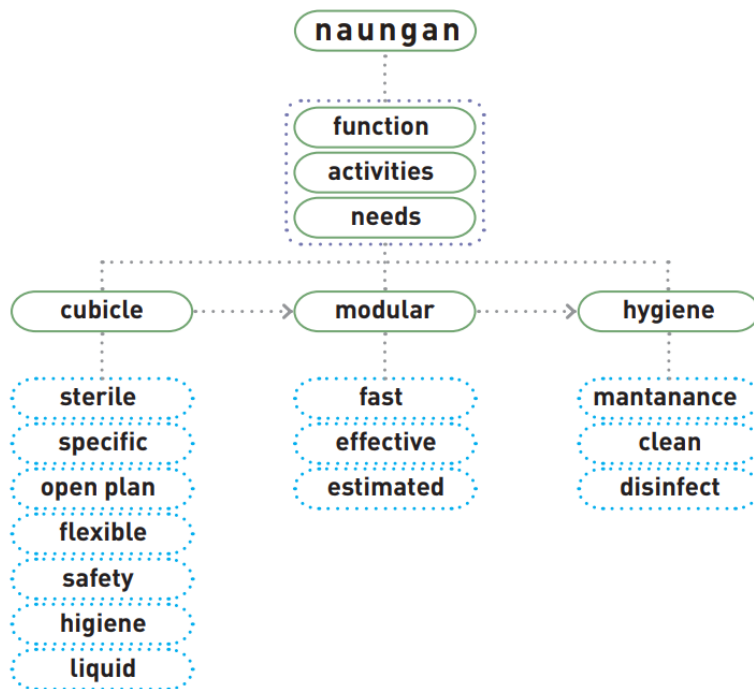 naungan
function
activities
needs
cubicle
modular
hygiene
sterile
specific
open plan
flexible
safety
higiene
liquid
fast
effective
estimated
mantanance
clean
disinfect